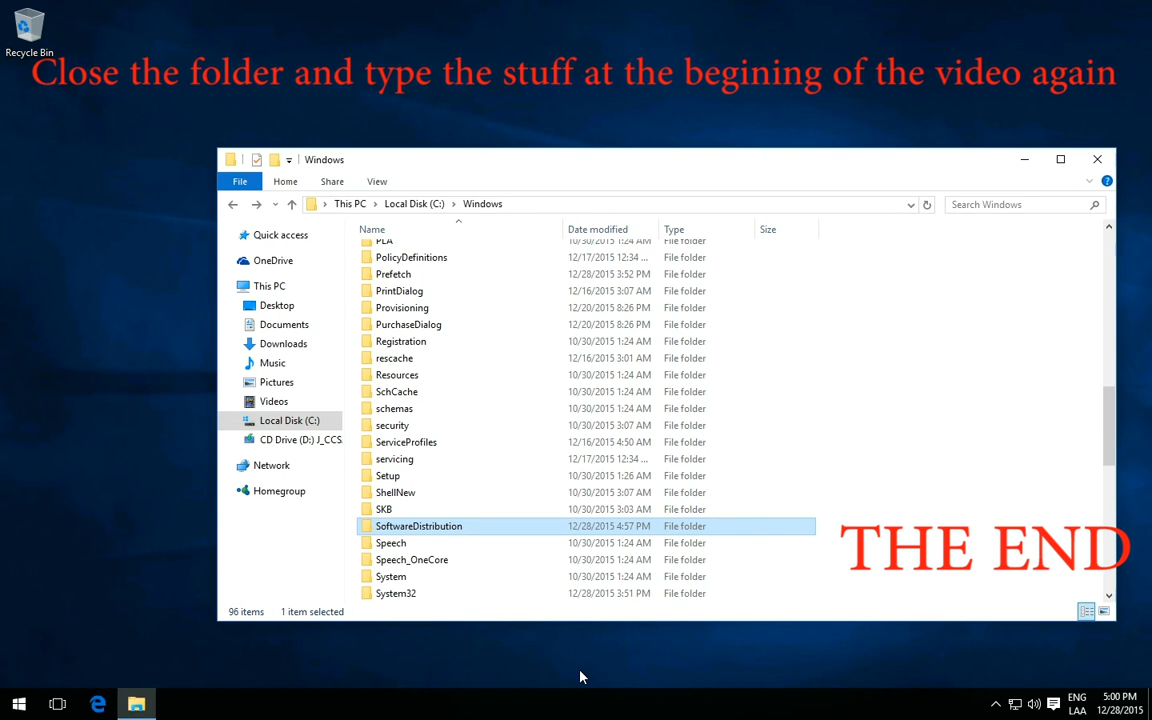 Recycle Bin
Close the folder and type the stuff at the begining of the video again
Windows
File Home Share View
This PC Local Disk (C:) Windows
Search Windows
Name Date modified Type Size
Quick access
OneDrive
This PC
Desktop
Documents
Downloads
Music
Pictures
Videos
Local Disk (C:)
CD Drive (D:) J_CCS.
Network
Homegroup
PLA 10/30/2015 1:24 AM File folder
PolicyDefinitions 12/17/2015 12:34 ... File folder
Prefetch 12/28/2015 3:52 PM File folder
PrintDialog 12/16/2015 3:07 AM File folder
Provisioning 12/20/2015 8:26 PM File folder
PurchaseDialog 12/20/2015 8:26 PM File folder
Registration 10/30/2015 1:24 AM File folder
rescache 12/16/2015 3:01 AM File folder
Resources 10/30/2015 1:24 AM File folder
SchCache 10/30/2015 1:24 AM File folder
schemas 10/30/2015 1:24 AM File folder
security 10/30/2015 3:07 AM File folder
ServiceProfiles 12/16/2015 4:50 AM File folder
servicing 12/17/2015 12:34 ... File folder
Setup 10/30/2015 1:26 AM File folder
ShellNew 10/30/2015 3:07 AM File folder
SKB 10/30/2015 3:03 AM File folder
SoftwareDistribution 12/28/2015 4:57 PM File folder
Speech 10/30/2015 1:24 AM File folder
Speech_OneCore 10/30/2015 1:24 AM File folder
System 10/30/2015 1:24 AM File folder
System32 12/28/2015 3:51 PM File folder
THE END
96 items 1 item selected
ENG 5:00 PM
LAA 12/28/2015